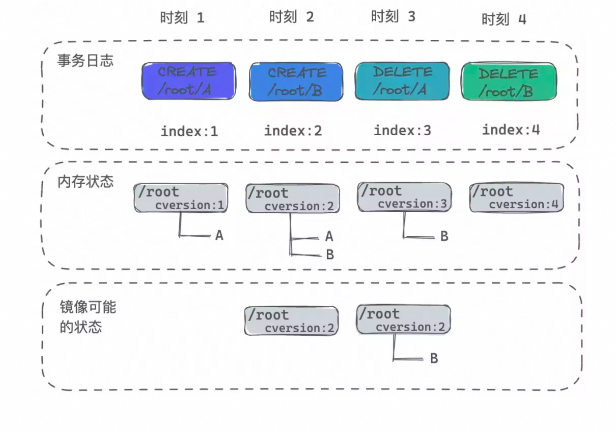 时刻 1 时刻 2 时刻 3 时刻 4
事务日志
CREATE /root/A
CREATE /root/B
DELETE /root/A
DELETE /root/B
index:1 index:2 index:3 index:4
内存状态
/root
cversion:1
A
/root
cversion:2
A
B
/root
cversion:3
B
/root
cversion:4
镜像可能
的状态
/root
cversion:2
/root
cversion:2
B